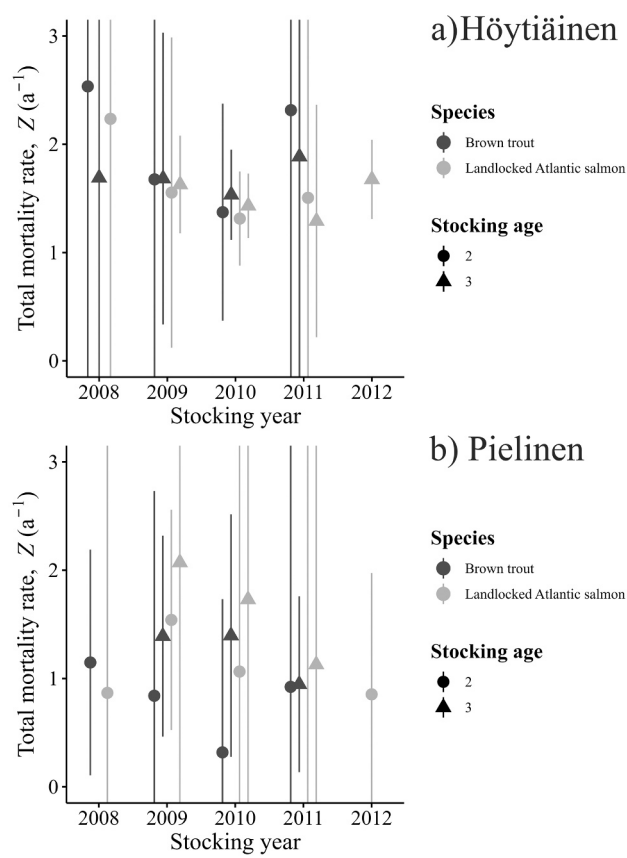 a)Höytiäinen
Total mortality rate, Z (a⁻¹)
3
2
1
0
2008 2009 2010 2011 2012
Stocking year
Species
Brown trout
Landlocked Atlantic salmon
Stocking age
2
3
b) Pielinen
Total mortality rate, Z (a⁻¹)
3
2
1
0
2008 2009 2010 2011 2012
Stocking year
Species
Brown trout
Landlocked Atlantic salmon
Stocking age
2
3